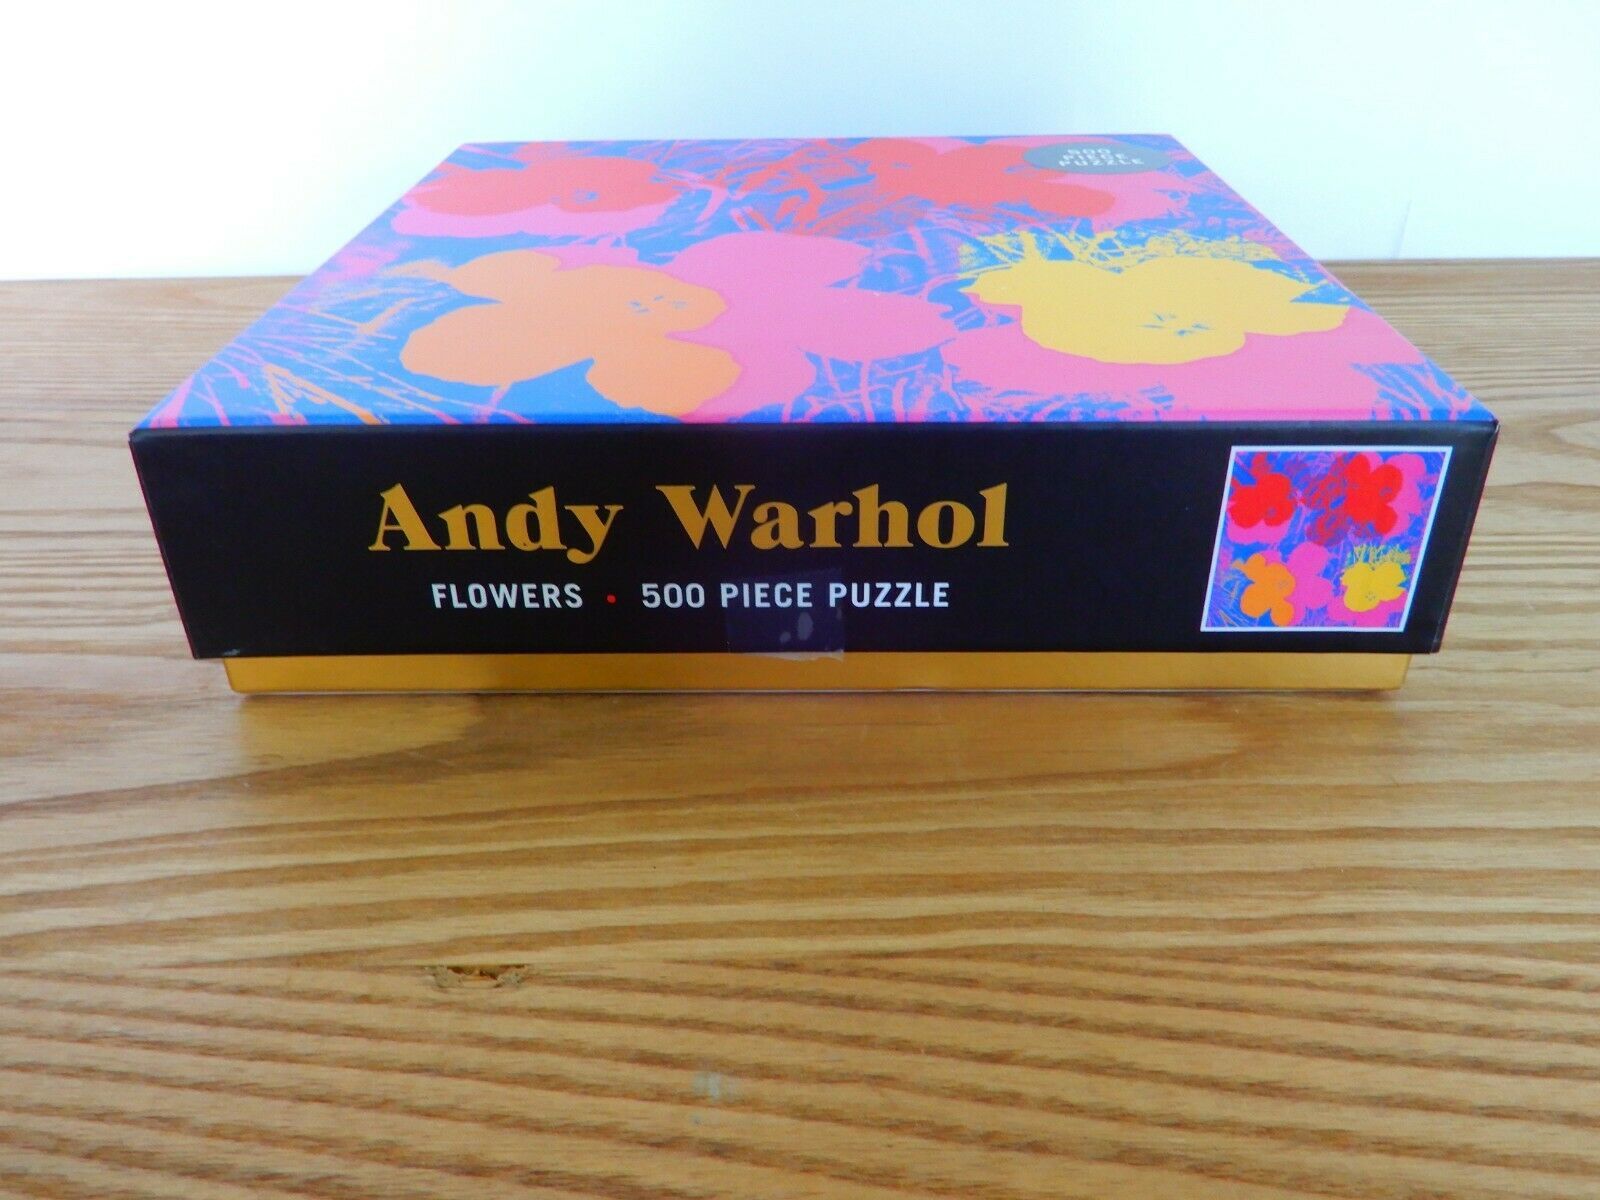 500
PIECE
PUZZLE
Andy Warhol
FLOWERS • 500 PIECE PUZZLE